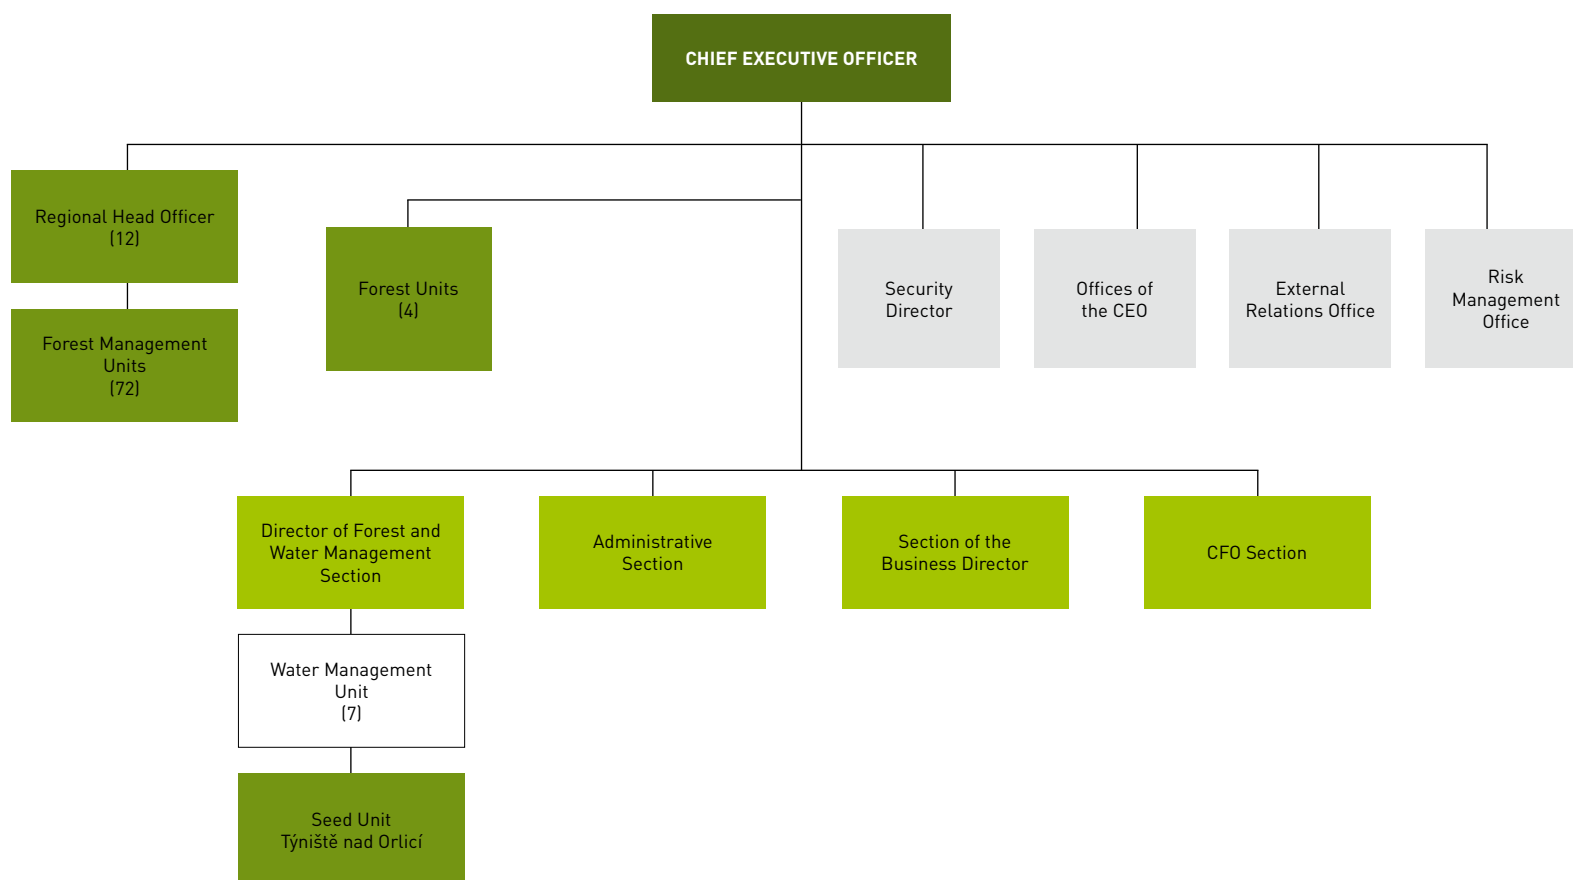 CHIEF EXECUTIVE OFFICER
Regional Head Officer
(12)
Forest Management
Units
(72)
Forest Units
(4)
Security
Director
Offices of
the CEO
External
Relations Office
Risk
Management
Office
Director of Forest and
Water Management
Section
Administrative
Section
Section of the
Business Director
CFO Section
Water Management
Unit
(7)
Seed Unit
Týniště nad Orlicí